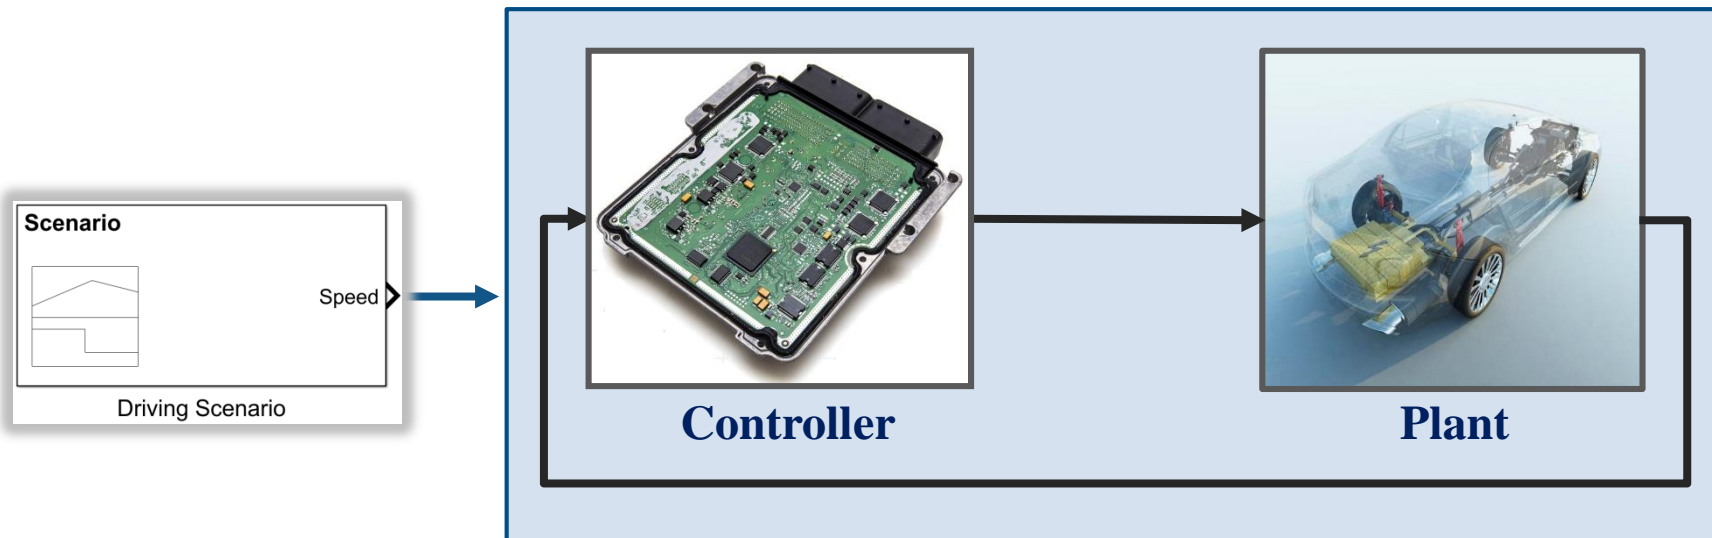 Scenario
Speed
Driving Scenario
Controller
Plant